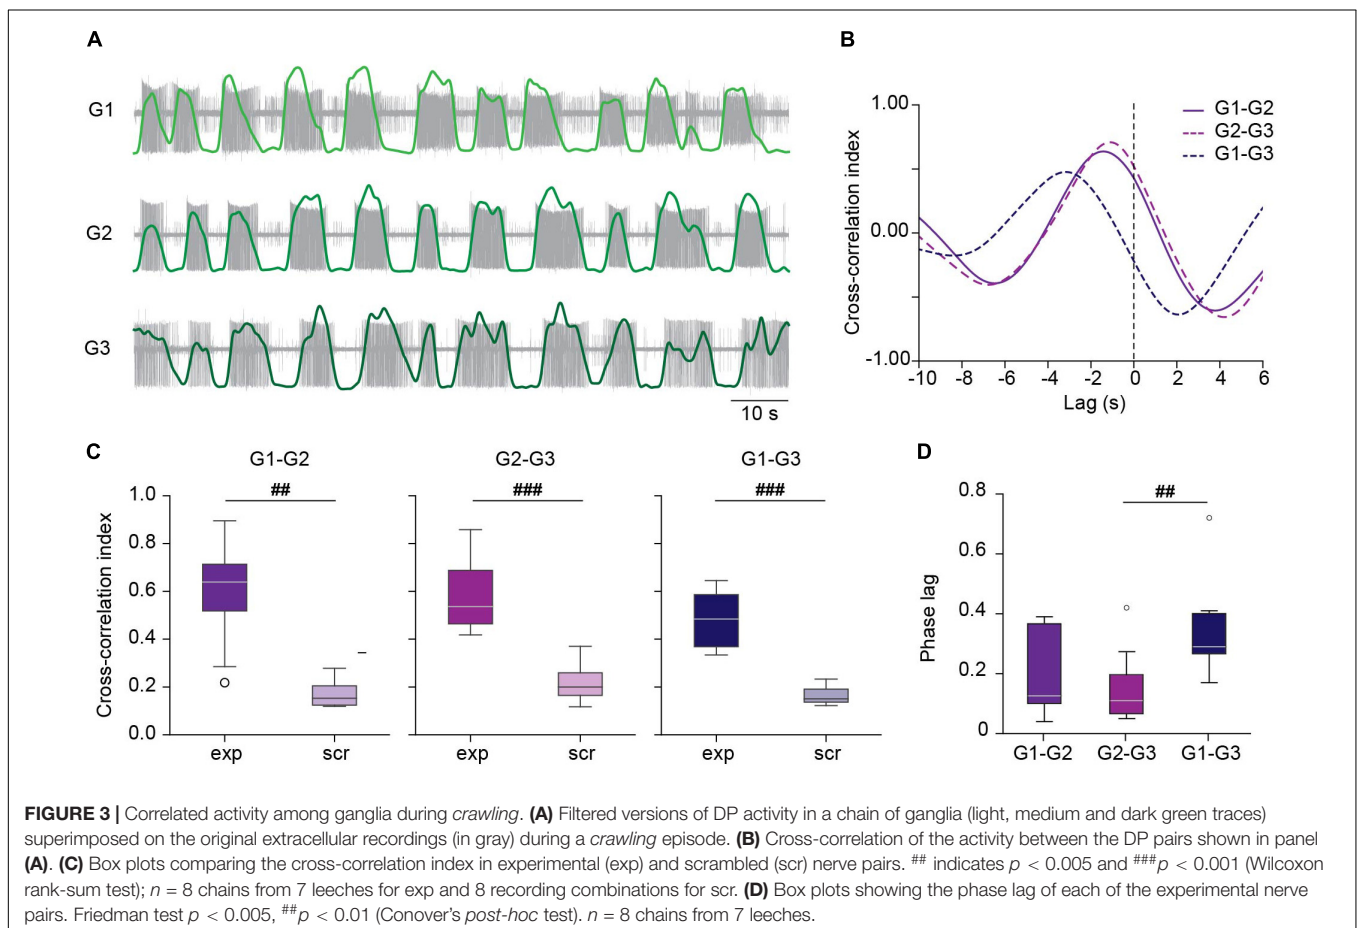 A
G1
G2
G3
10 s
B
1.00
0.00
-1.00
Cross-correlation index
-10 -8 -6 -4 -2 0 2 4 6
Lag (s)
G1-G2
G2-G3
G1-G3
C
G1-G2
G2-G3
G1-G3
##
###
###
1.0
0.8
0.6
0.4
0.2
0.0
Cross-correlation index
exp scr
exp scr
exp scr
D
##
0.8
0.6
0.4
0.2
0
Phase lag
G1-G2 G2-G3 G1-G3
FIGURE 3 | Correlated activity among ganglia during crawling. (A) Filtered versions of DP activity in a chain of ganglia (light, medium and dark green traces)
superimposed on the original extracellular recordings (in gray) during a crawling episode. (B) Cross-correlation of the activity between the DP pairs shown in panel
(A). (C) Box plots comparing the cross-correlation index in experimental (exp) and scrambled (scr) nerve pairs. ## indicates p < 0.005 and ###p < 0.001 (Wilcoxon
rank-sum test); n = 8 chains from 7 leeches for exp and 8 recording combinations for scr. (D) Box plots showing the phase lag of each of the experimental nerve
pairs. Friedman test p < 0.005, ##p < 0.01 (Conover's post-hoc test). n = 8 chains from 7 leeches.